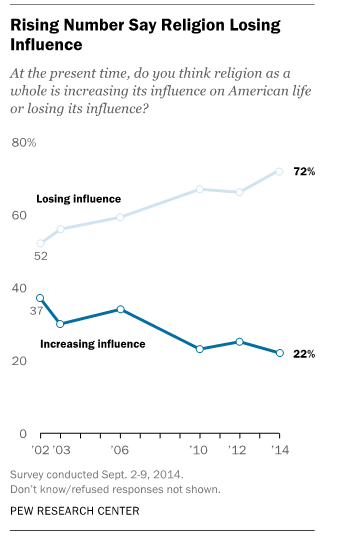 Rising Number Say Religion Losing
Influence
At the present time, do you think religion as a
whole is increasing its influence on American life
or losing its influence?
80%
72%
Losing influence
60
52
40
37
Increasing influence
22%
20
0
’02 ’03 ’06 ’10 ’12 ’14
Survey conducted Sept. 2-9, 2014.
Don’t know/refused responses not shown.
PEW RESEARCH CENTER